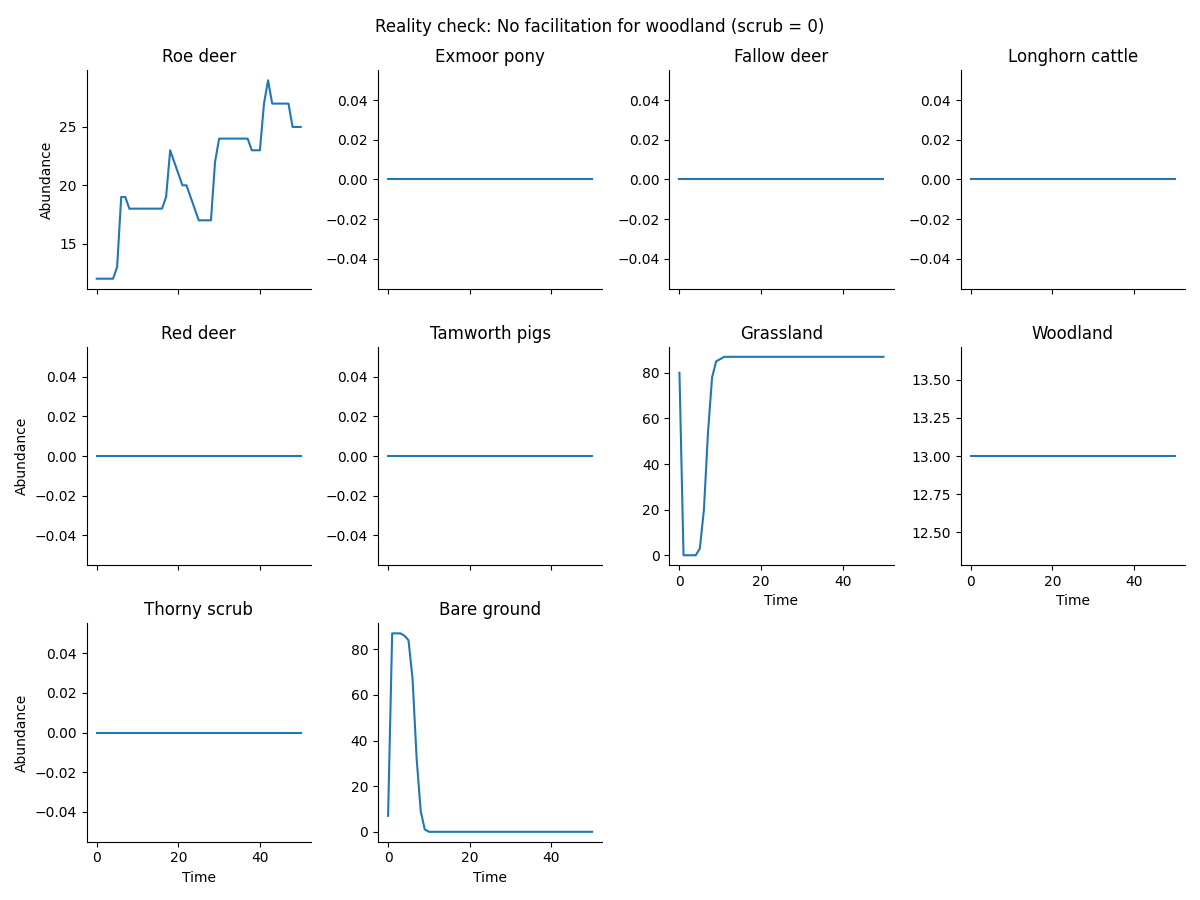 Reality check: No facilitation for woodland (scrub = 0)
Roe deer
Exmoor pony
Fallow deer
Longhorn cattle
Abundance
25
20
15
0.04
0.02
0.00
−0.02
−0.04
0.04
0.02
0.00
−0.02
−0.04
0.04
0.02
0.00
−0.02
−0.04
Red deer
Tamworth pigs
Grassland
Woodland
Abundance
0.04
0.02
0.00
−0.02
−0.04
0.04
0.02
0.00
−0.02
−0.04
80
60
40
20
0
0 20 40
Time
13.50
13.25
13.00
12.75
12.50
0 20 40
Time
Thorny scrub
Bare ground
Abundance
0.04
0.02
0.00
−0.02
−0.04
0 20 40
Time
80
60
40
20
0
0 20 40
Time